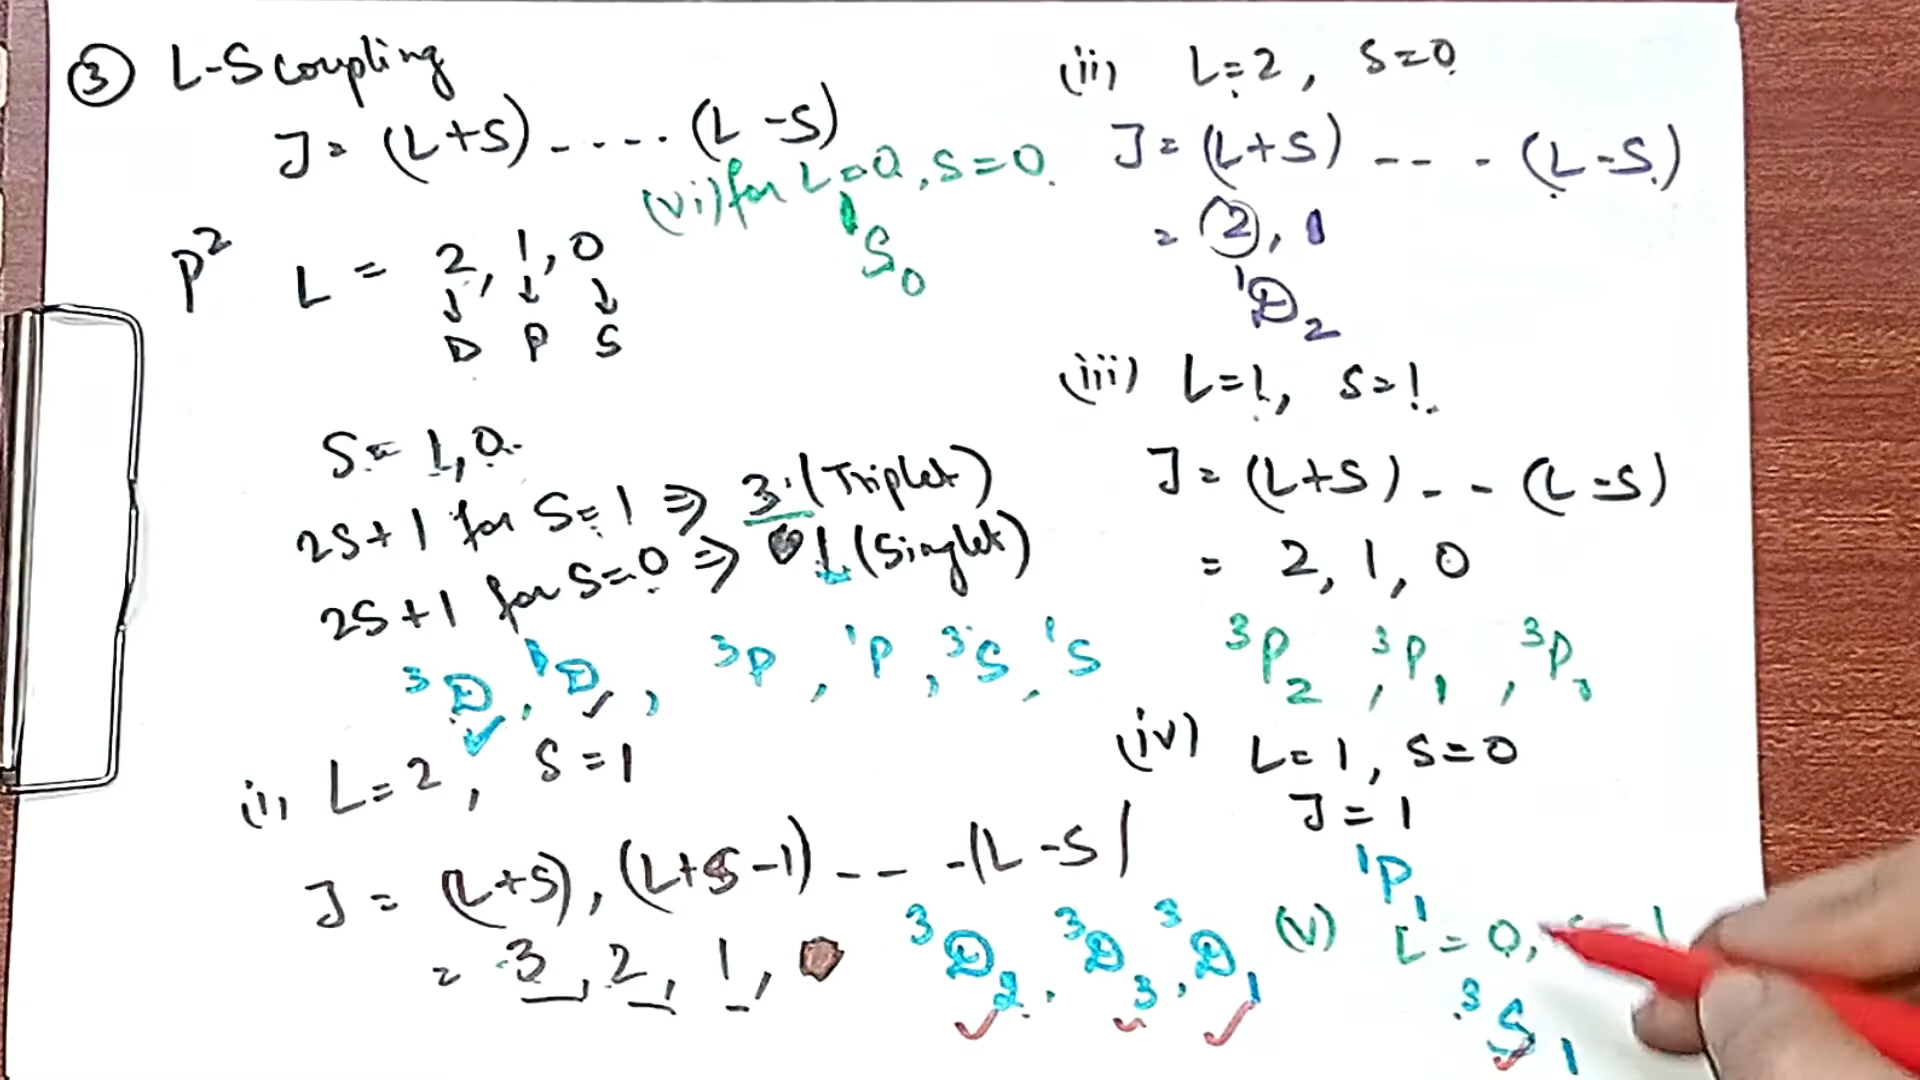 ③ L-S coupling
J = (L+S) ----- (L-S)
(vi) for L=0, S=0
¹S₀
P² L = 2, 1, 0
↓ ↓ ↓
D P S
S = 1, 0
2S+1 for S=1 ⇒ 3 (Triplet)
2S+1 for S=0 ⇒ 1 (Singlet)
³D, ¹D, ³P, ¹P, ³S, ¹S
(i) L=2, S=1
J = (L+S), (L+S-1) --- -(L-S|
= 3, 2, 1,
³D₂, ³D₃, ³D₁
(ii) L=2, S=0
J = (L+S) --- (L-S)
= 2, 1
¹D₂
(iii) L=1, S=1
J = (L+S) -- (L-S)
= 2, 1, 0
³P₂, ³P₁, ³P
(iv) L=1, S=0
J = 1
¹P₁
(v) L=0,
³S₁